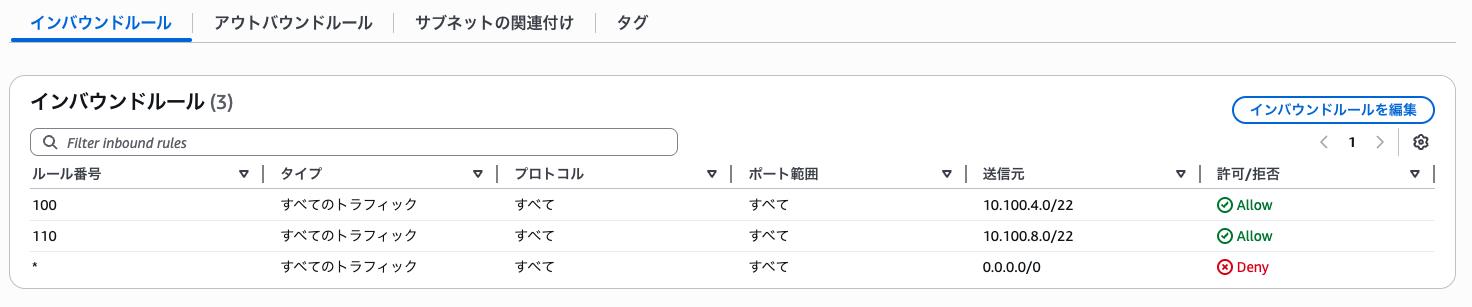 インバウンドルール アウトバウンドルール サブネットの関連付け タグ
インバウンドルール (3)
インバウンドルールを編集
Filter inbound rules
1
ルール番号 タイプ プロトコル ポート範囲 送信元 許可/拒否
100 すべてのトラフィック すべて すべて 10.100.4.0/22 Allow
110 すべてのトラフィック すべて すべて 10.100.8.0/22 Allow
* すべてのトラフィック すべて すべて 0.0.0.0/0 Deny